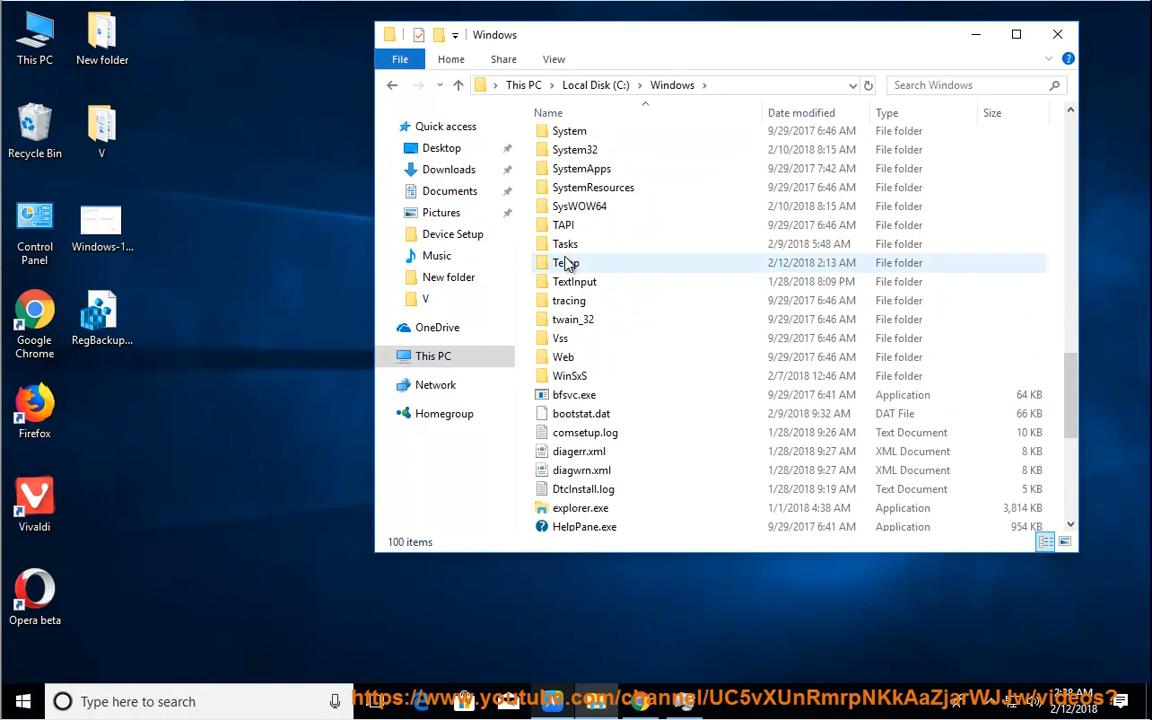 This PC
New folder
Recycle Bin
V
Control Panel
Windows-1...
Google Chrome
RegBackup...
Firefox
Vivaldi
Opera beta
Windows
File Home Share View
This PC > Local Disk (C:) > Windows >
Search Windows
Quick access
Desktop
Downloads
Documents
Pictures
Device Setup
Music
New folder
V
OneDrive
This PC
Network
Homegroup
Name Date modified Type Size
System 9/29/2017 6:46 AM File folder
System32 2/10/2018 8:15 AM File folder
SystemApps 9/29/2017 7:42 AM File folder
SystemResources 9/29/2017 6:46 AM File folder
SysWOW64 2/10/2018 8:15 AM File folder
TAPI 9/29/2017 6:46 AM File folder
Tasks 2/9/2018 5:48 AM File folder
Temp 2/12/2018 2:13 AM File folder
TextInput 1/28/2018 8:09 PM File folder
tracing 9/29/2017 6:46 AM File folder
twain_32 9/29/2017 6:46 AM File folder
Vss 9/29/2017 6:46 AM File folder
Web 9/29/2017 6:46 AM File folder
WinSxS 2/7/2018 12:46 AM File folder
bfsvc.exe 9/29/2017 6:41 AM Application 64 KB
bootstat.dat 2/9/2018 9:32 AM DAT File 66 KB
comsetup.log 1/28/2018 9:26 AM Text Document 10 KB
diagerr.xml 1/28/2018 9:27 AM XML Document 8 KB
diagwrn.xml 1/28/2018 9:27 AM XML Document 8 KB
DtcInstall.log 1/28/2018 9:19 AM Text Document 5 KB
explorer.exe 1/1/2018 4:38 AM Application 3,814 KB
HelpPane.exe 9/29/2017 6:41 AM Application 954 KB
100 items
Type here to search
https://www.youtube.com/channel/UC5vXUnRmrpNKkAaZjarWJrw/videos?
2/12/2018